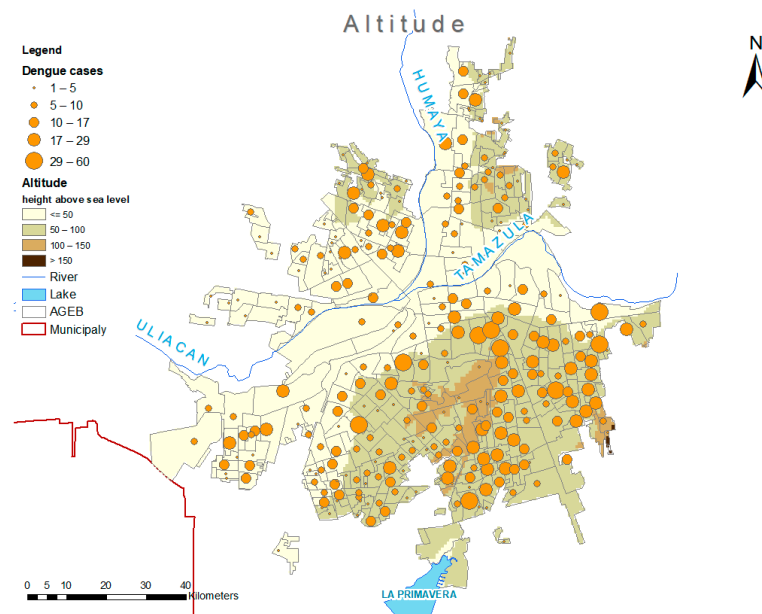 Altitude
N
Legend
Dengue cases
1 – 5
5 – 10
10 – 17
17 – 29
29 – 60
Altitude
height above sea level
<= 50
50 – 100
100 – 150
> 150
River
Lake
AGEB
Municipaly
HUMAYA
TAMAZULA
ULIACAN
LA PRIMAVERA
0 5 10 20 30 40
Kilometers